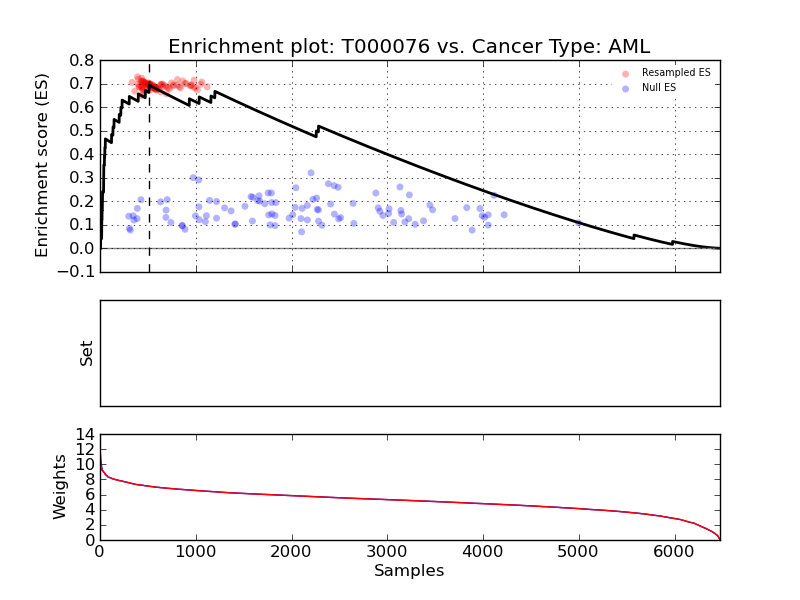 Enrichment plot: T000076 vs. Cancer Type: AML
Enrichment score (ES)
0.8
0.7
0.6
0.5
0.4
0.3
0.2
0.1
0.0
−0.1
Resampled ES
Null ES
Set
Weights
14
12
10
8
6
4
2
0
0 1000 2000 3000 4000 5000 6000
Samples